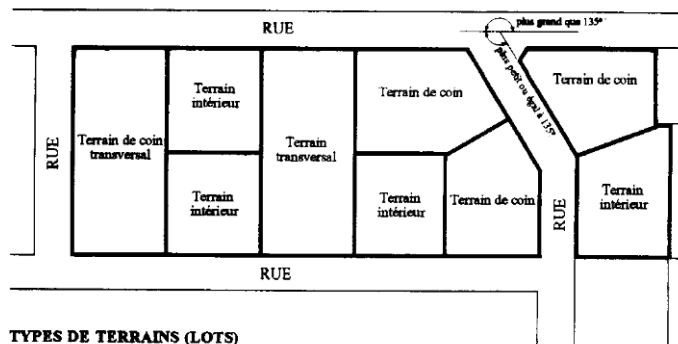 RUE
plus grand que 135°
plus petit ou égal à 135°
Terrain
intérieur
Terrain de coin
Terrain de coin
Terrain de coin
transversal
Terrain
transversal
RUE
Terrain
intérieur
Terrain
intérieur
Terrain de coin
RUE
Terrain
intérieur
RUE
TYPES DE TERRAINS (LOTS)